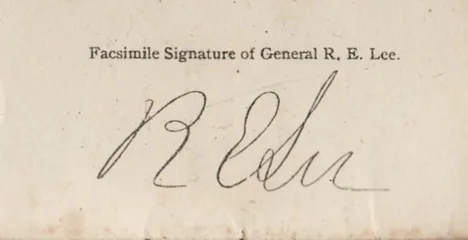 Facsimile Signature of General R. E. Lee.
R E Lee